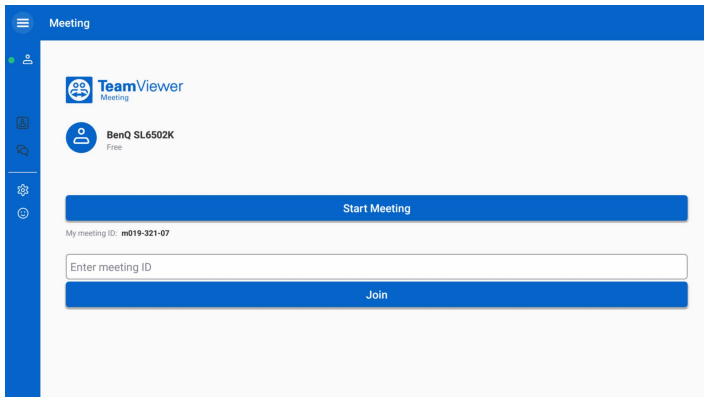 Meeting
TeamViewer
Meeting
BenQ SL6502K
Free
Start Meeting
My meeting ID: m019-321-07
Enter meeting ID
Join